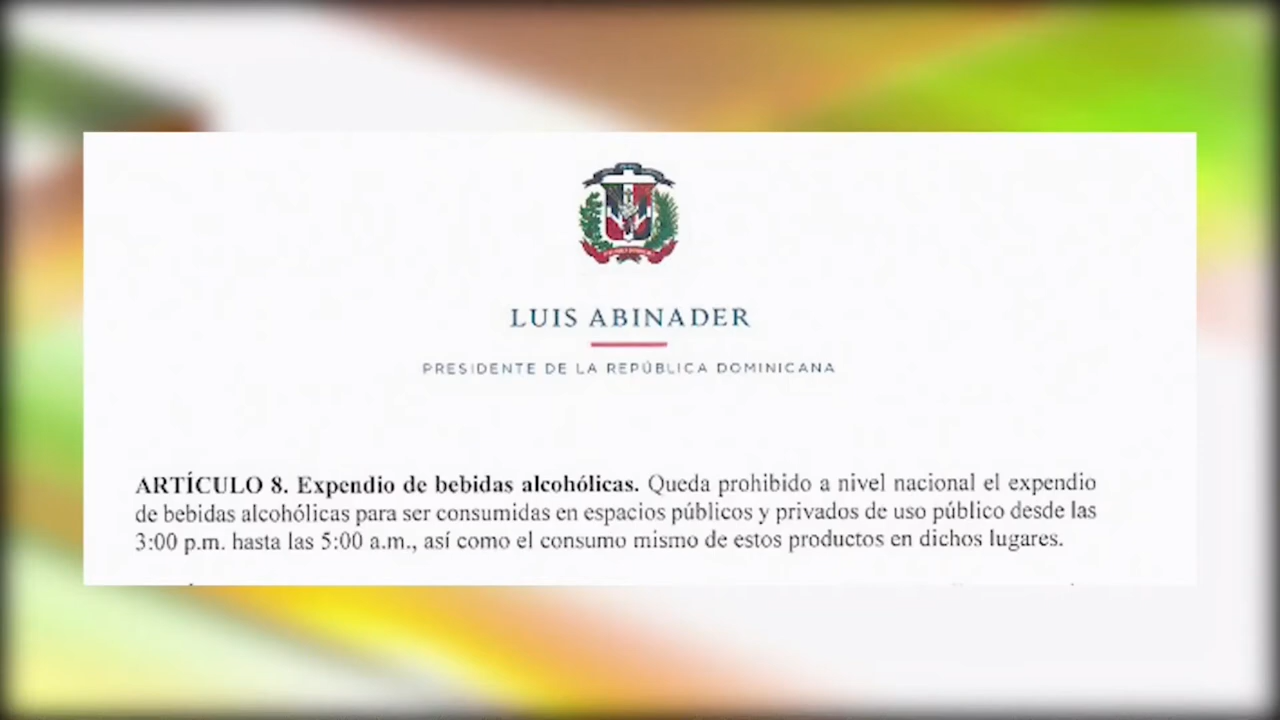 LUIS ABINADER
PRESIDENTE DE LA REPÚBLICA DOMINICANA
ARTÍCULO 8. Expendio de bebidas alcohólicas. Queda prohibido a nivel nacional el expendio
de bebidas alcohólicas para ser consumidas en espacios públicos y privados de uso público desde las
3:00 p.m. hasta las 5:00 a.m., así como el consumo mismo de estos productos en dichos lugares.